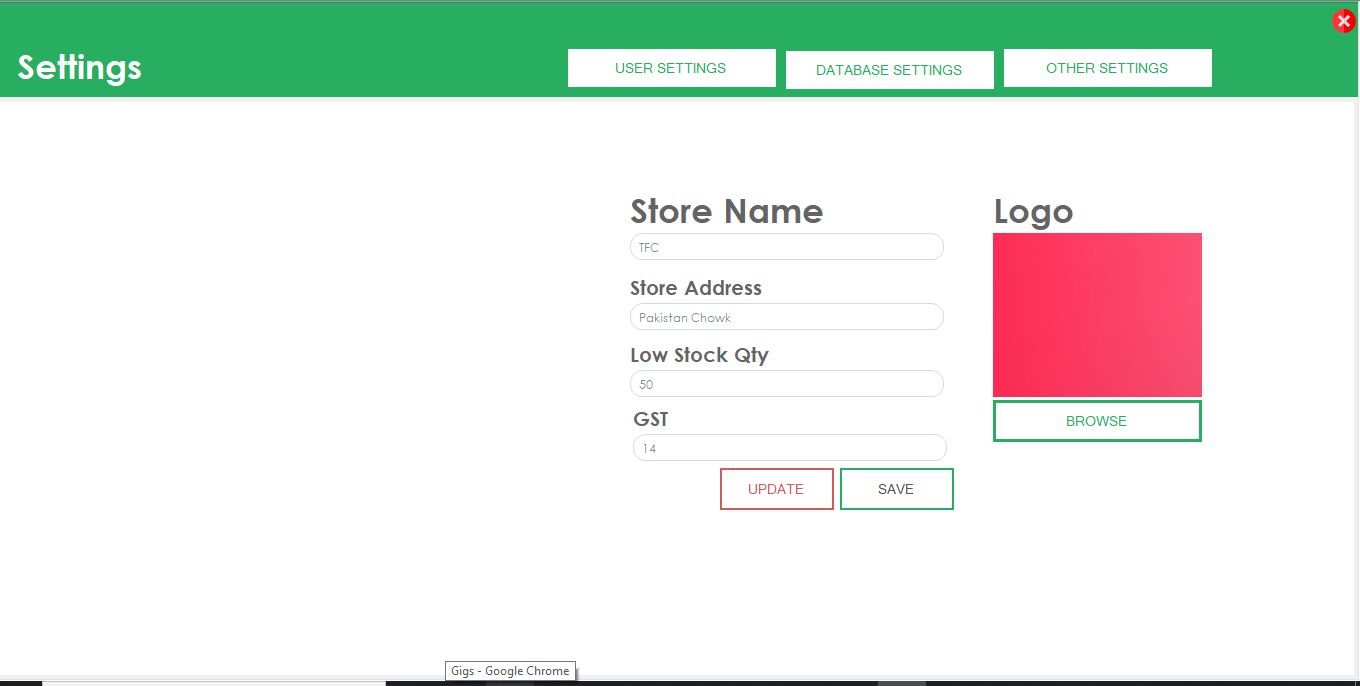 Settings
USER SETTINGS
DATABASE SETTINGS
OTHER SETTINGS
Store Name
TFC
Store Address
Pakistan Chowk
Low Stock Qty
50
GST
14
UPDATE
SAVE
Logo
BROWSE
Gigs - Google Chrome